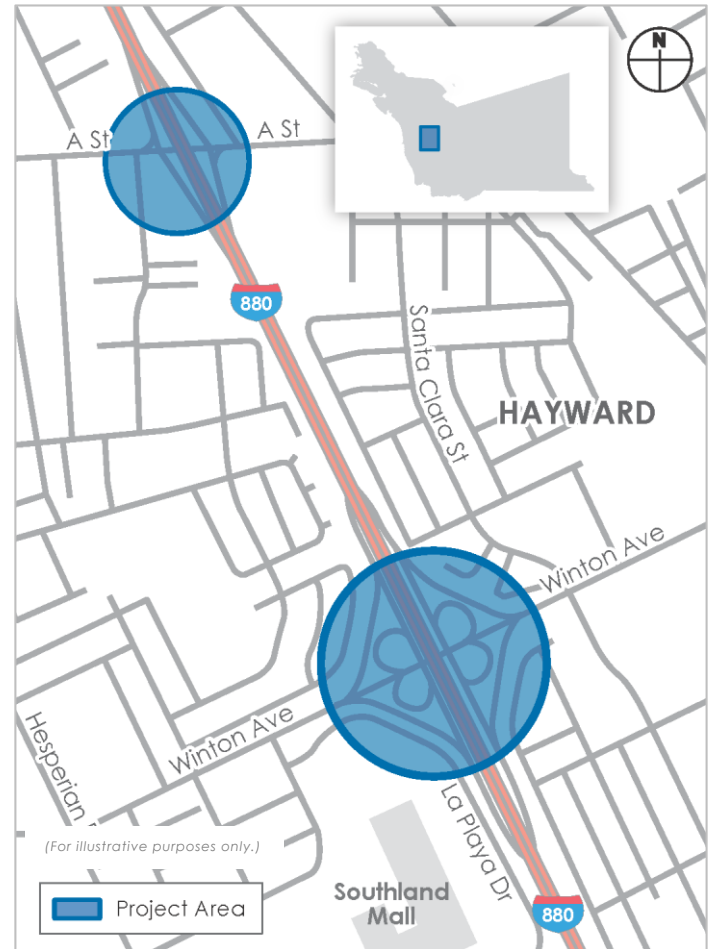 N
A St
A St
880
Santa Clara St
HAYWARD
Winton Ave
Winton Ave
Hesperian
La Playa Dr
(For illustrative purposes only.)
Project Area
Southland
Mall
880